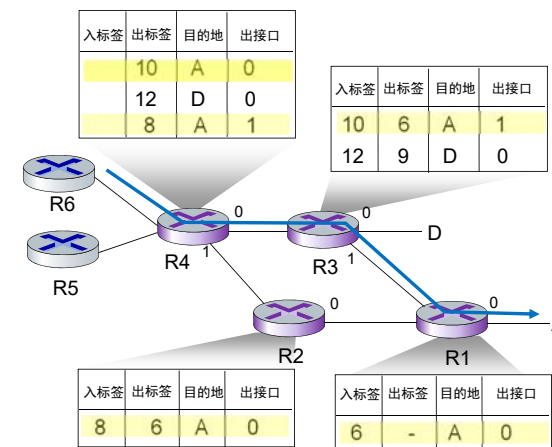 入标签 出标签 目的地 出接口
10 A 0
12 D 0
8 A 1
入标签 出标签 目的地 出接口
10 6 A 1
12 9 D 0
R6
0
0
D
R4
1
R3
1
R5
0
0
R2
R1
入标签 出标签 目的地 出接口
8 6 A 0
入标签 出标签 目的地 出接口
6 - A 0